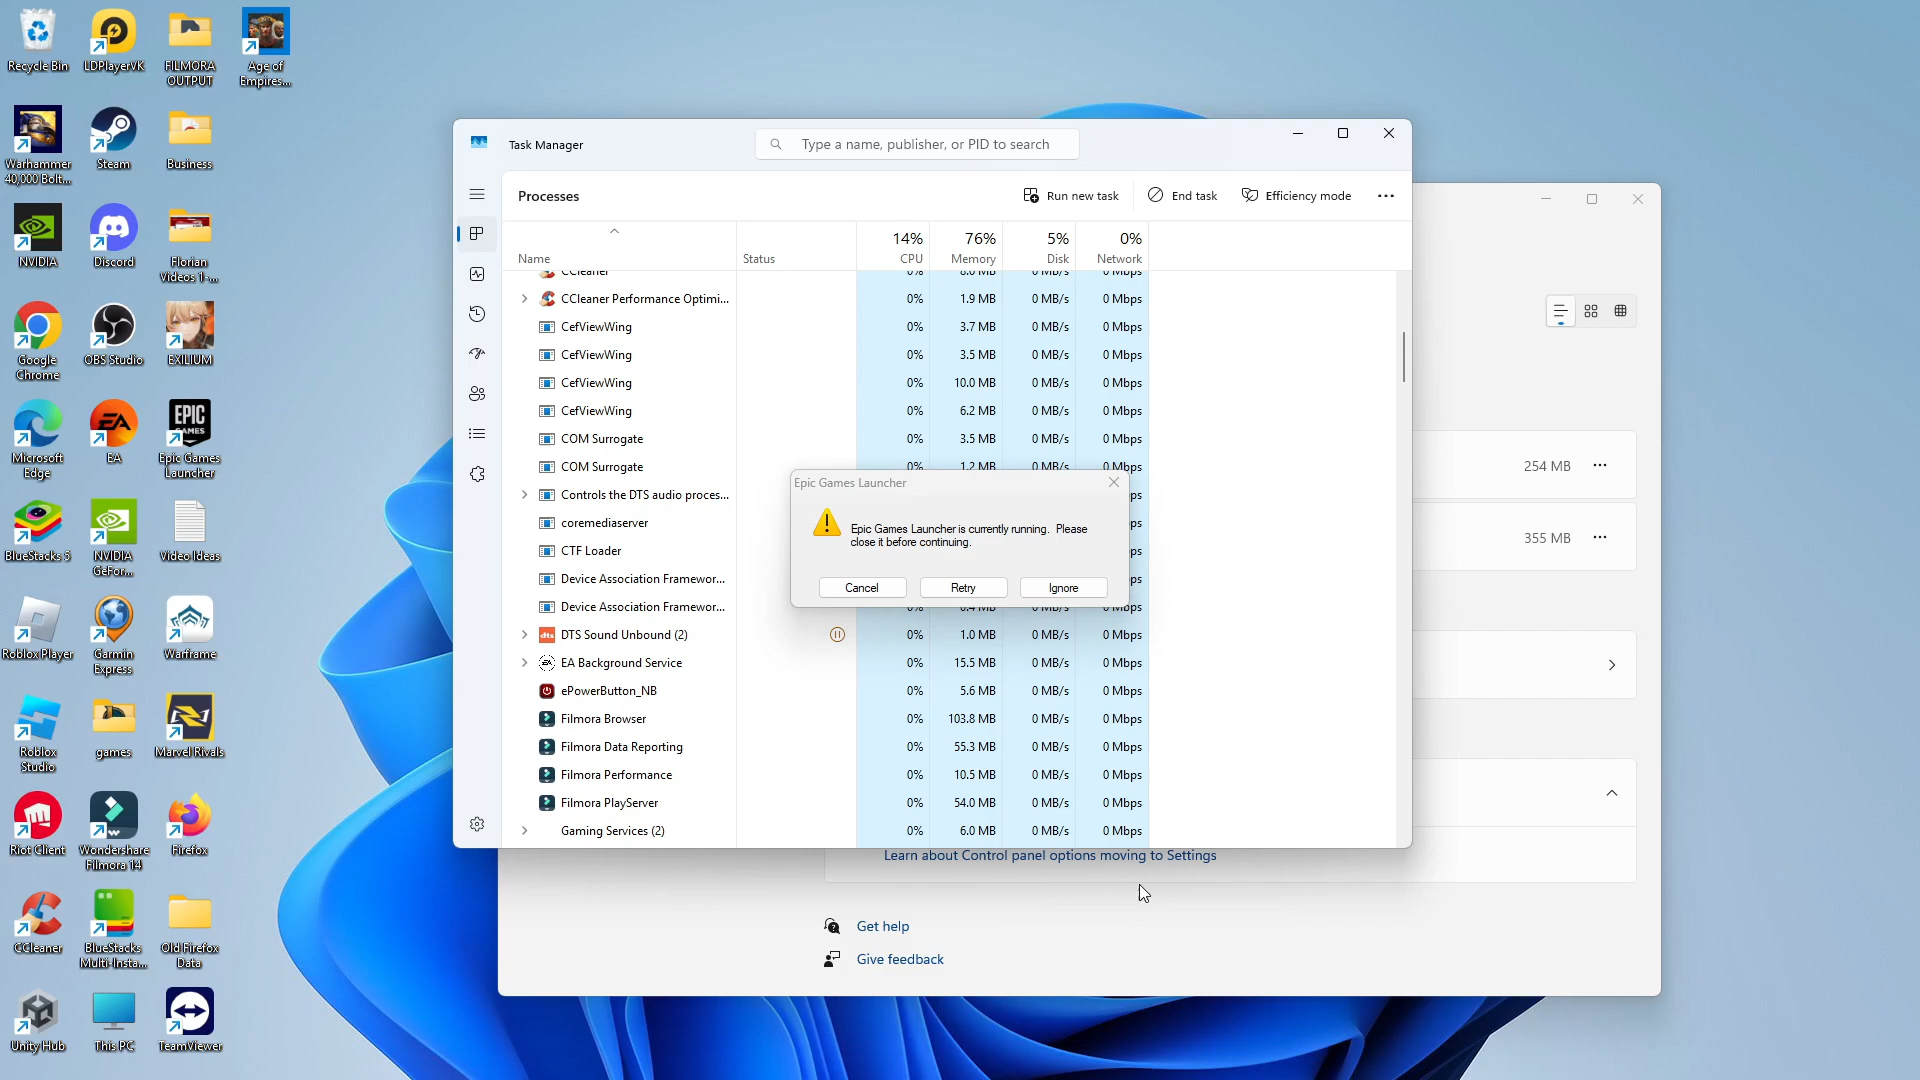 Recycle Bin
LDPlayerVK
FILMORA
OUTPUT
Age of
Empires...
Warhammer
40,000 Bolt...
Steam
Business
NVIDIA
Discord
Florian
Videos 1-...
Google
Chrome
OBS Studio
EXILIUM
Microsoft
Edge
EA
EPIC
GAMES
Epic Games
Launcher
BlueStacks 5
NVIDIA
GeFor...
Video Ideas
Roblox Player
Garmin
Express
Warframe
Roblox
Studio
games
Marvel Rivals
Riot Client
Wondershare
Filmora 14
Firefox
CCleaner
BlueStacks
Multi-Insta...
Old Firefox
Data
Unity Hub
This PC
TeamViewer
Task Manager
Type a name, publisher, or PID to search
Processes
Run new task
End task
Efficiency mode
Name
Status
14%
CPU
76%
Memory
5%
Disk
0%
Network
CCleaner 0% 8.0 MB 0 MB/s 0 Mbps
CCleaner Performance Optimi... 0% 1.9 MB 0 MB/s 0 Mbps
CefViewWing 0% 3.7 MB 0 MB/s 0 Mbps
CefViewWing 0% 3.5 MB 0 MB/s 0 Mbps
CefViewWing 0% 10.0 MB 0 MB/s 0 Mbps
CefViewWing 0% 6.2 MB 0 MB/s 0 Mbps
COM Surrogate 0% 3.5 MB 0 MB/s 0 Mbps
COM Surrogate 0% 1.2 MB 0 MB/s 0 Mbps
Controls the DTS audio proces...
coremediaserver
CTF Loader
Device Association Framewor...
Device Association Framewor... 0% 0.4 MB 0 MB/s 0 Mbps
DTS Sound Unbound (2) 0% 1.0 MB 0 MB/s 0 Mbps
EA Background Service 0% 15.5 MB 0 MB/s 0 Mbps
ePowerButton_NB 0% 5.6 MB 0 MB/s 0 Mbps
Filmora Browser 0% 103.8 MB 0 MB/s 0 Mbps
Filmora Data Reporting 0% 55.3 MB 0 MB/s 0 Mbps
Filmora Performance 0% 10.5 MB 0 MB/s 0 Mbps
Filmora PlayServer 0% 54.0 MB 0 MB/s 0 Mbps
Gaming Services (2) 0% 6.0 MB 0 MB/s 0 Mbps
Epic Games Launcher
Epic Games Launcher is currently running. Please
close it before continuing.
Cancel
Retry
Ignore
254 MB
355 MB
Learn about Control panel options moving to Settings
Get help
Give feedback